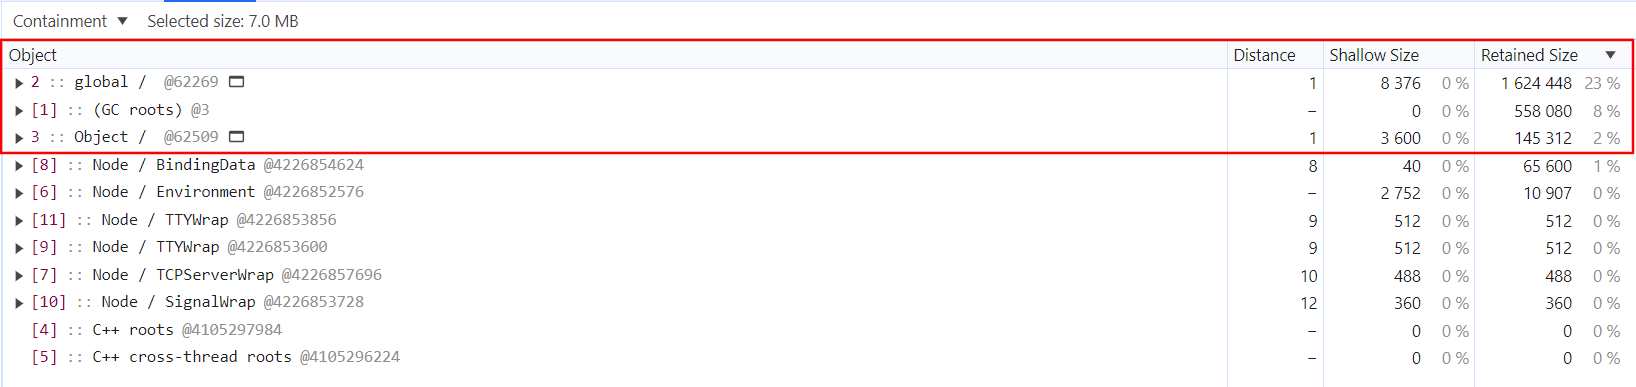 Containment ▼ Selected size: 7.0 MB
Object Distance Shallow Size Retained Size ▼
▶ 2 :: global / @62269 1 8 376 0 % 1 624 448 23 %
▶ [1] :: (GC roots) @3 – 0 0 % 558 080 8 %
▶ 3 :: Object / @62509 1 3 600 0 % 145 312 2 %
▶ [8] :: Node / BindingData @4226854624 8 40 0 % 65 600 1 %
▶ [6] :: Node / Environment @4226852576 – 2 752 0 % 10 907 0 %
▶ [11] :: Node / TTYWrap @4226853856 9 512 0 % 512 0 %
▶ [9] :: Node / TTYWrap @4226853600 9 512 0 % 512 0 %
▶ [7] :: Node / TCPServerWrap @4226857696 10 488 0 % 488 0 %
▶ [10] :: Node / SignalWrap @4226853728 12 360 0 % 360 0 %
[4] :: C++ roots @4105297984 – 0 0 % 0 0 %
[5] :: C++ cross-thread roots @4105296224 – 0 0 % 0 0 %